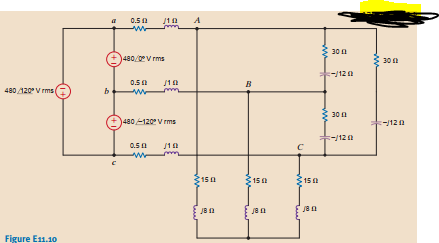 a 0.5 Ω j1 Ω A
30 Ω
30 Ω
480/0° V rms
-j12 Ω
480 /120° V rms
b 0.5 Ω j1 Ω B
30 Ω
480/-120° V rms
-j12 Ω
-j12 Ω
c 0.5 Ω j1 Ω C
15 Ω 15 Ω 15 Ω
j8 Ω j8 Ω j8 Ω
Figure E11.10